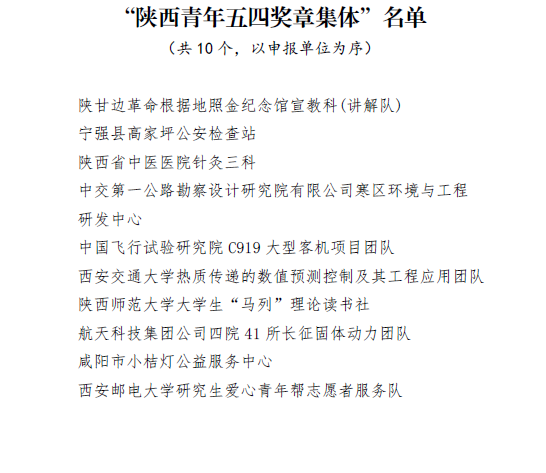 “陕西青年五四奖章集体”名单
（共 10 个，以申报单位为序）
陕甘边革命根据地照金纪念馆宣教科(讲解队)
宁强县高家坪公安检查站
陕西省中医医院针灸三科
中交第一公路勘察设计研究院有限公司寒区环境与工程
研发中心
中国飞行试验研究院 C919 大型客机项目团队
西安交通大学热质传递的数值预测控制及其工程应用团队
陕西师范大学大学生“马列”理论读书社
航天科技集团公司四院 41 所长征固体动力团队
咸阳市小桔灯公益服务中心
西安邮电大学研究生爱心青年帮志愿者服务队